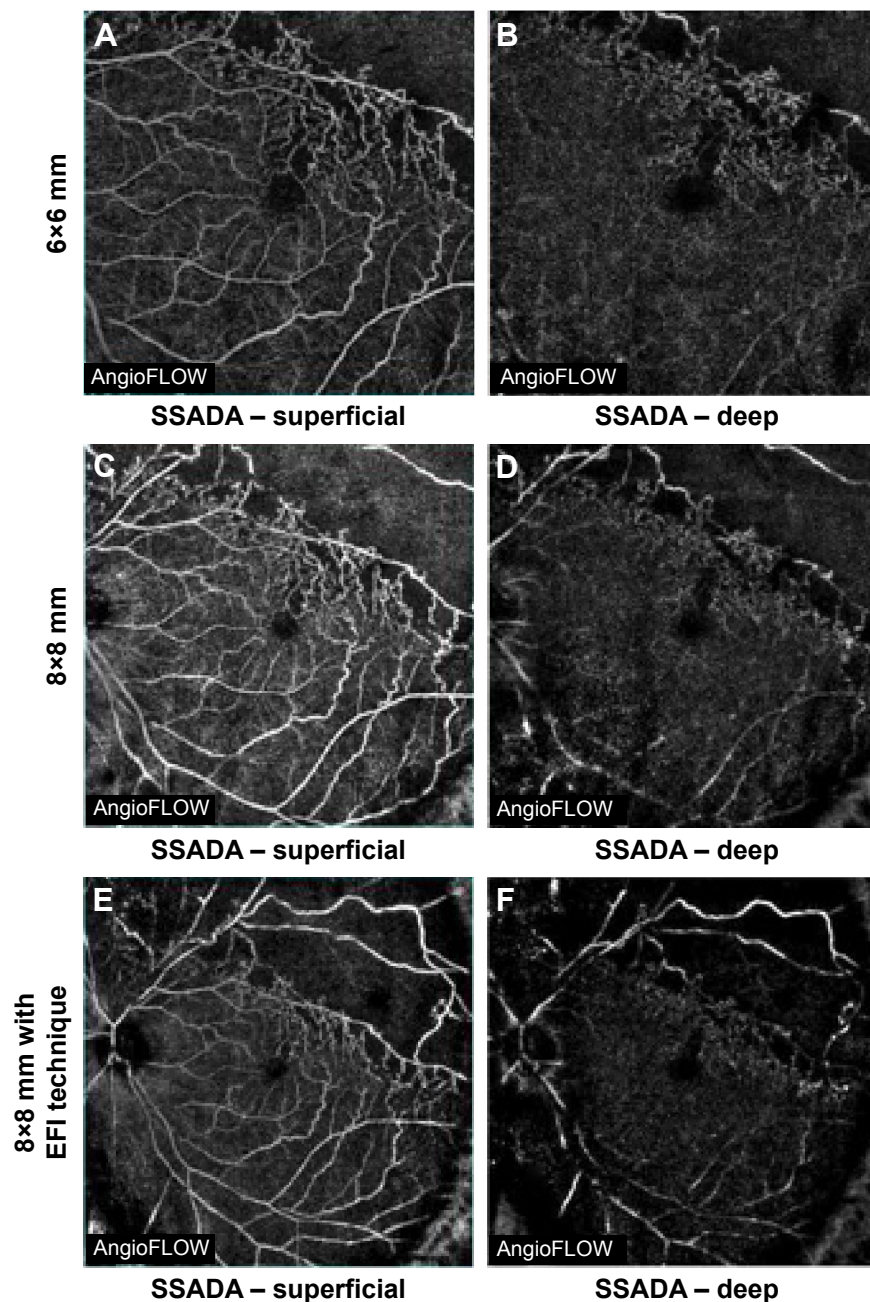 A
B
6×6 mm
AngioFLOW
AngioFLOW
SSADA – superficial
SSADA – deep
C
D
8×8 mm
AngioFLOW
AngioFLOW
SSADA – superficial
SSADA – deep
E
F
8×8 mm with
EFI technique
AngioFLOW
AngioFLOW
SSADA – superficial
SSADA – deep